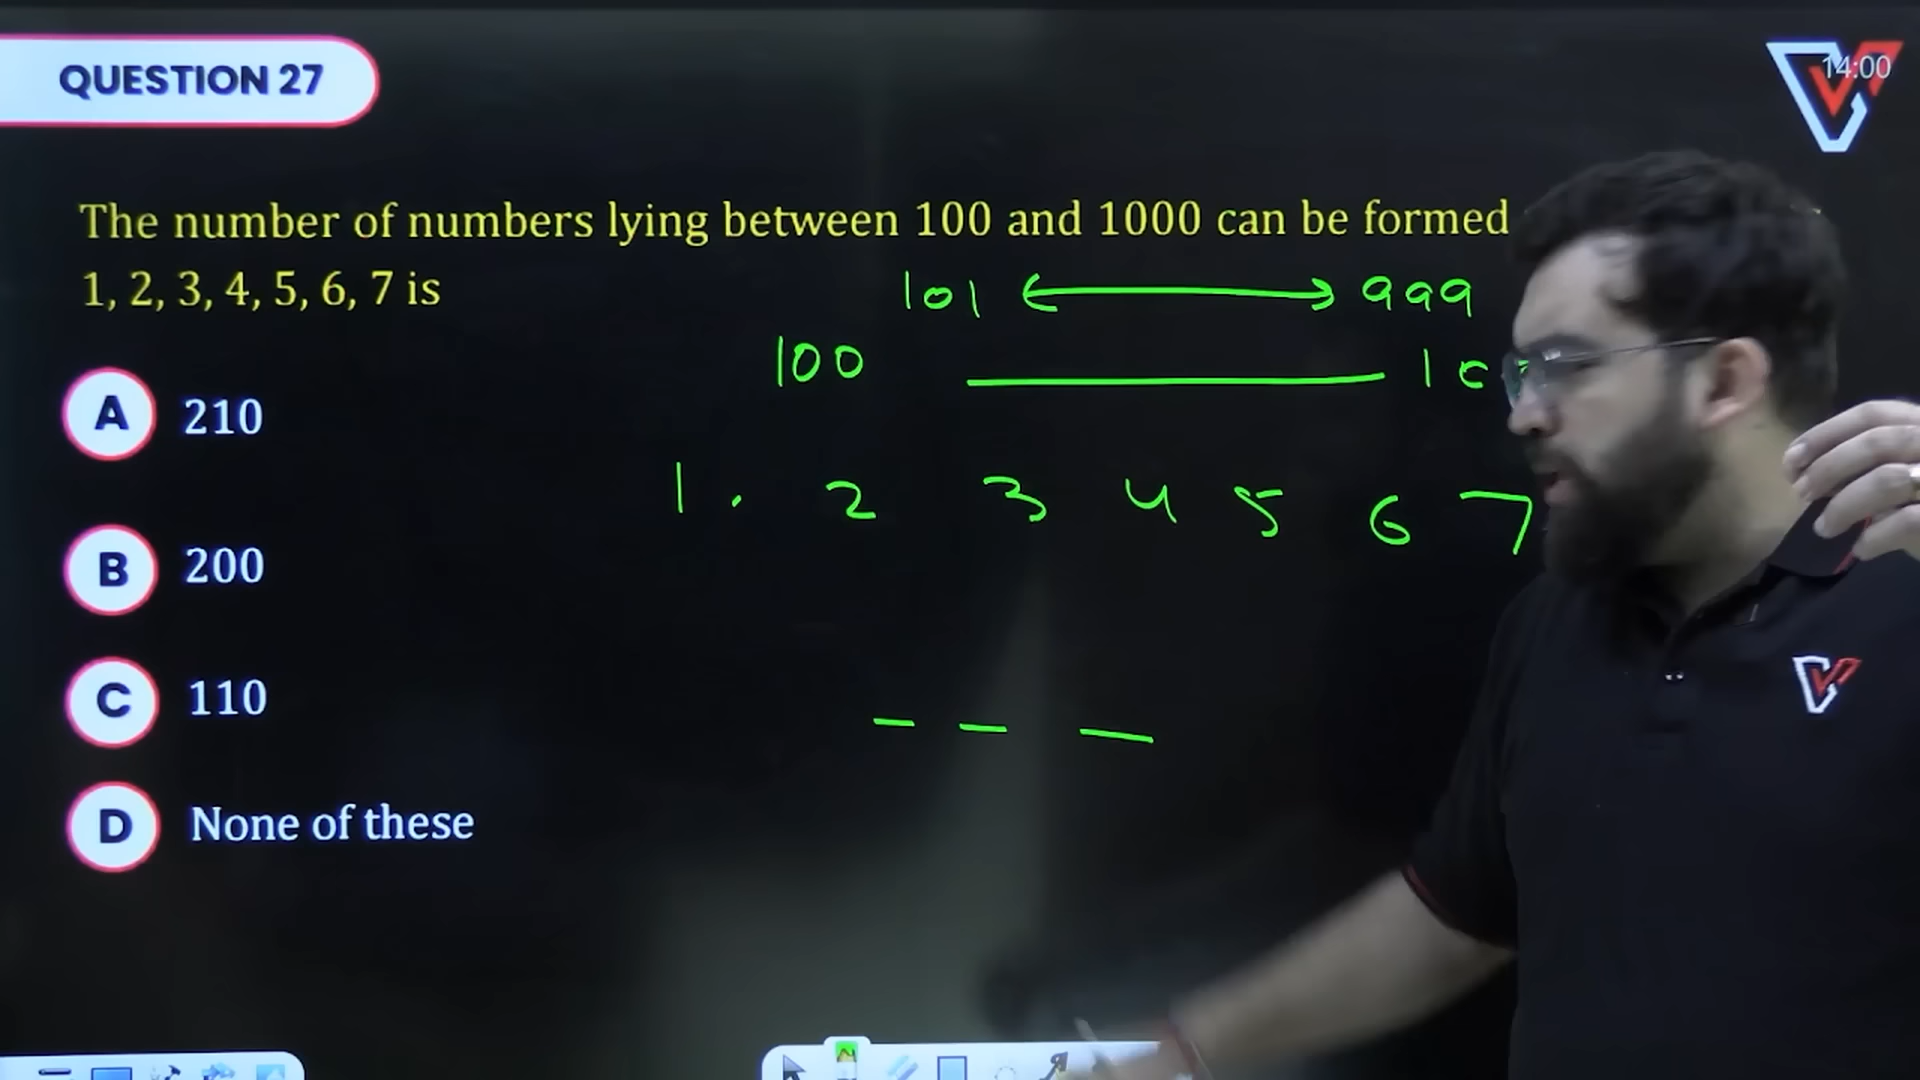 QUESTION 27
14:00
The number of numbers lying between 100 and 1000 can be formed
1, 2, 3, 4, 5, 6, 7 is
101 ⟷ 999
100
1 . 2 3 4 5 6 7
A 210
B 200
C 110
D None of these